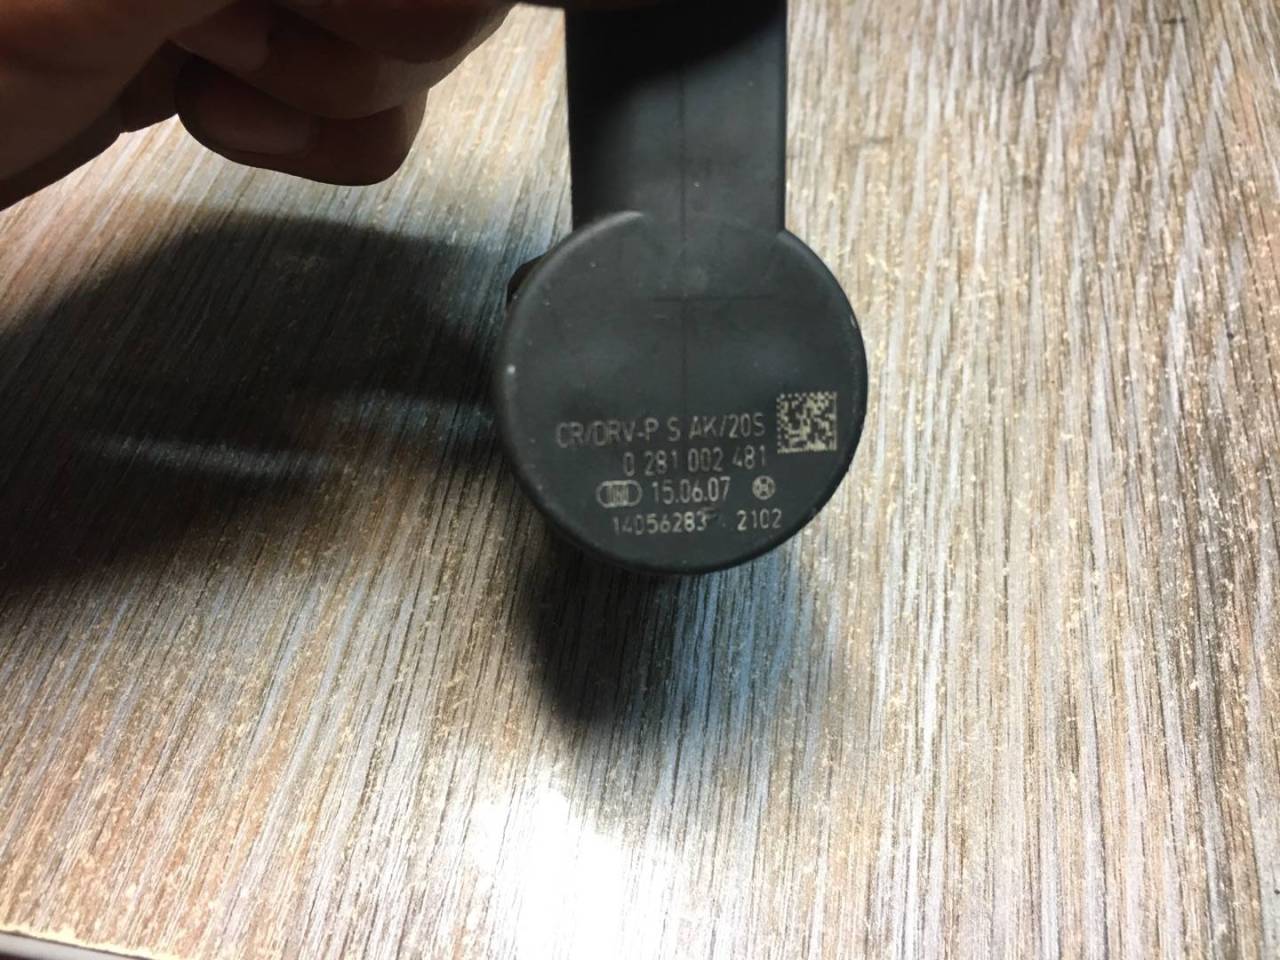 CR/DRV-P S AK/20S
0 281 002 481
15.06.07
14056283 2102